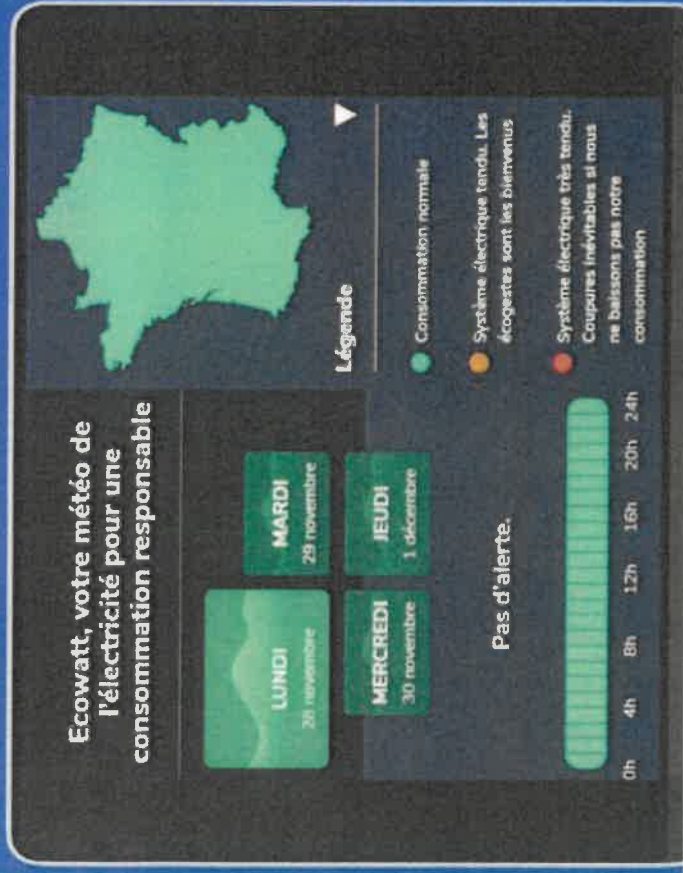 Ecowatt, votre météo de
l'électricité pour une
consommation responsable
LUNDI
28 novembre
MARDI
29 novembre
MERCREDI
30 novembre
JEUDI
1 décembre
Pas d'alerte.
0h 4h 8h 12h 16h 20h 24h
Légende
Consommation normale
Système électrique tendu. Les
écogestes sont les bienvenus
Système électrique très tendu.
Coupures inévitables si nous
ne baissons pas notre
consommation